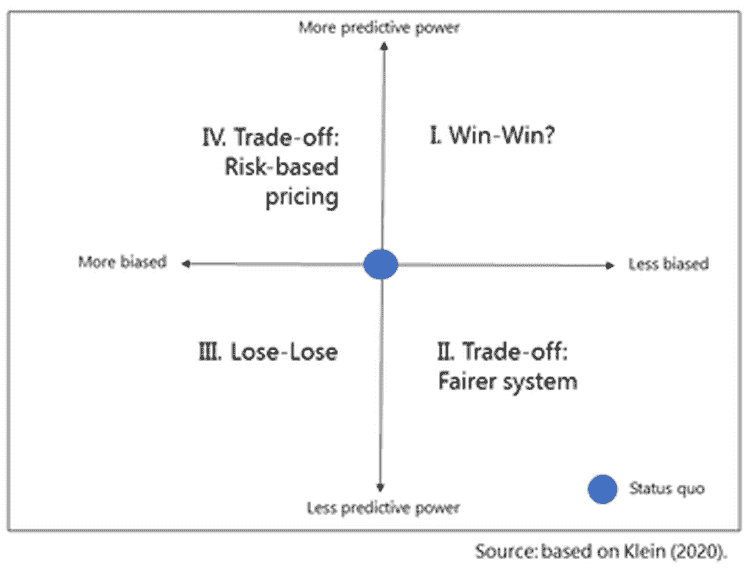 More predictive power
IV. Trade-off:
Risk-based
pricing
I. Win-Win?
More biased
Less biased
III. Lose-Lose
II. Trade-off:
Fairer system
Status quo
Less predictive power
Source: based on Klein (2020).